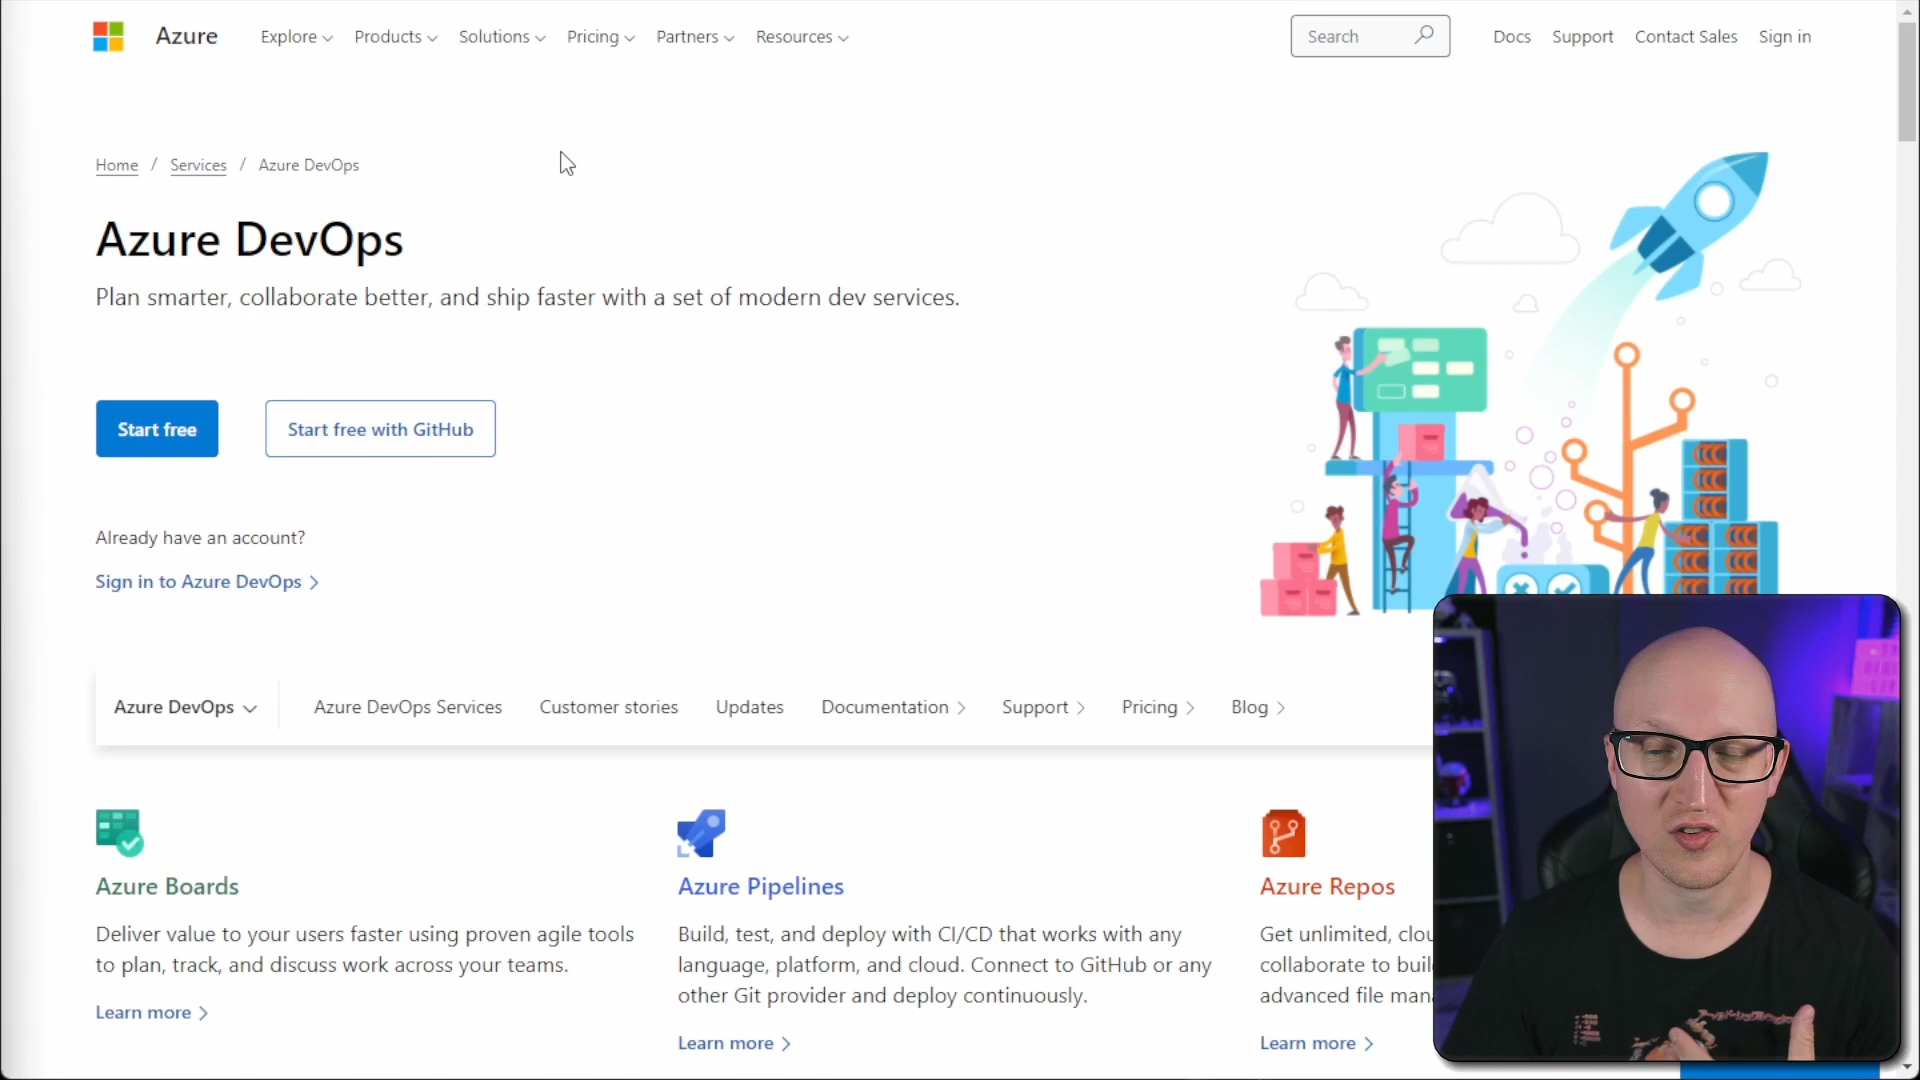 Azure Explore Products Solutions Pricing Partners Resources Search Docs Support Contact Sales Sign in
Home / Services / Azure DevOps
Azure DevOps
Plan smarter, collaborate better, and ship faster with a set of modern dev services.
Start free Start free with GitHub
Already have an account?
Sign in to Azure DevOps
Azure DevOps Azure DevOps Services Customer stories Updates Documentation Support Pricing Blog
Azure Boards
Deliver value to your users faster using proven agile tools
to plan, track, and discuss work across your teams.
Learn more
Azure Pipelines
Build, test, and deploy with CI/CD that works with any
language, platform, and cloud. Connect to GitHub or any
other Git provider and deploy continuously.
Learn more
Azure Repos
Get unlimited,
collaborate to
advanced file
Learn more